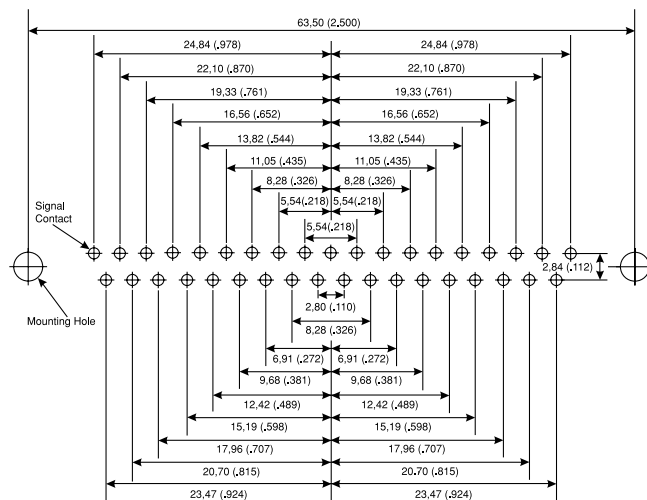 63,50 (2.500)
24,84 (.978) 24,84 (.978)
22,10 (.870) 22,10 (.870)
19,33 (.761) 19,33 (.761)
16,56 (.652) 16,56 (.652)
13,82 (.544) 13,82 (.544)
11,05 (.435) 11,05 (.435)
8,28 (.326) 8,28 (.326)
5,54(.218) 5,54(.218)
5,54(.218)
Signal
Contact
2,84 (.112)
Mounting Hole
2,80 (.110)
8,28 (.326)
6,91 (.272) 6,91 (.272)
9,68 (.381) 9,68 (.381)
12,42 (.489) 12,42 (.489)
15,19 (.598) 15,19 (.598)
17,96 (.707) 17,96 (.707)
20,70 (.815) 20.70 (.815)
23,47 (.924) 23,47 (.924)